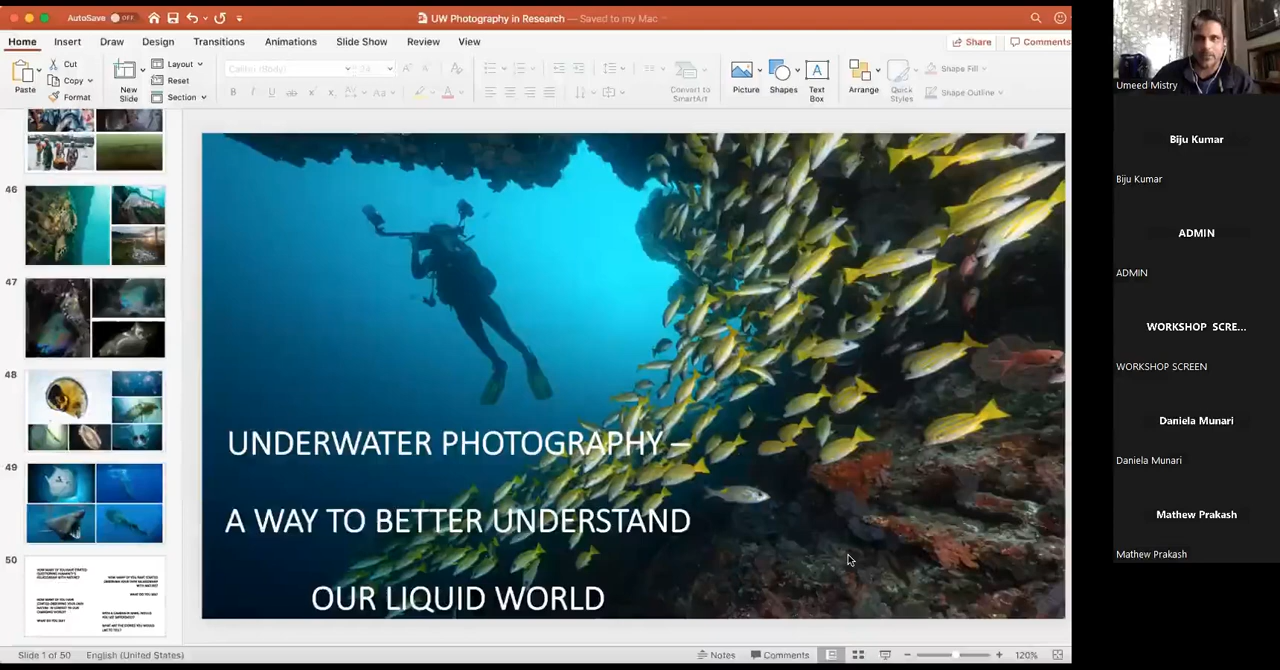 AutoSave OFF
UW Photography in Research — Saved to my Mac
Home Insert Draw Design Transitions Animations Slide Show Review View
Share Comments
Paste
Cut
Copy
Format
New Slide
Layout
Reset
Section
Calibri (Body) 24
Convert to SmartArt
Picture
Shapes
Text Box
Arrange
Quick Styles
Shape Fill
Shape Outline
46
47
48
49
50
UNDERWATER PHOTOGRAPHY –
A WAY TO BETTER UNDERSTAND
OUR LIQUID WORLD
Slide 1 of 50 English (United States)
Notes Comments 120%
Umeed Mistry
Biju Kumar
Biju Kumar
ADMIN
ADMIN
WORKSHOP SCRE...
WORKSHOP SCREEN
Daniela Munari
Daniela Munari
Mathew Prakash
Mathew Prakash